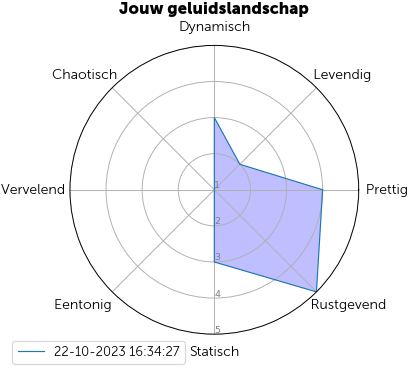 Jouw geluidslandschap
Dynamisch
Chaotisch
Levendig
Vervelend
1
Prettig
2
3
4
Eentonig
Rustgevend
5
22-10-2023 16:34:27
Statisch